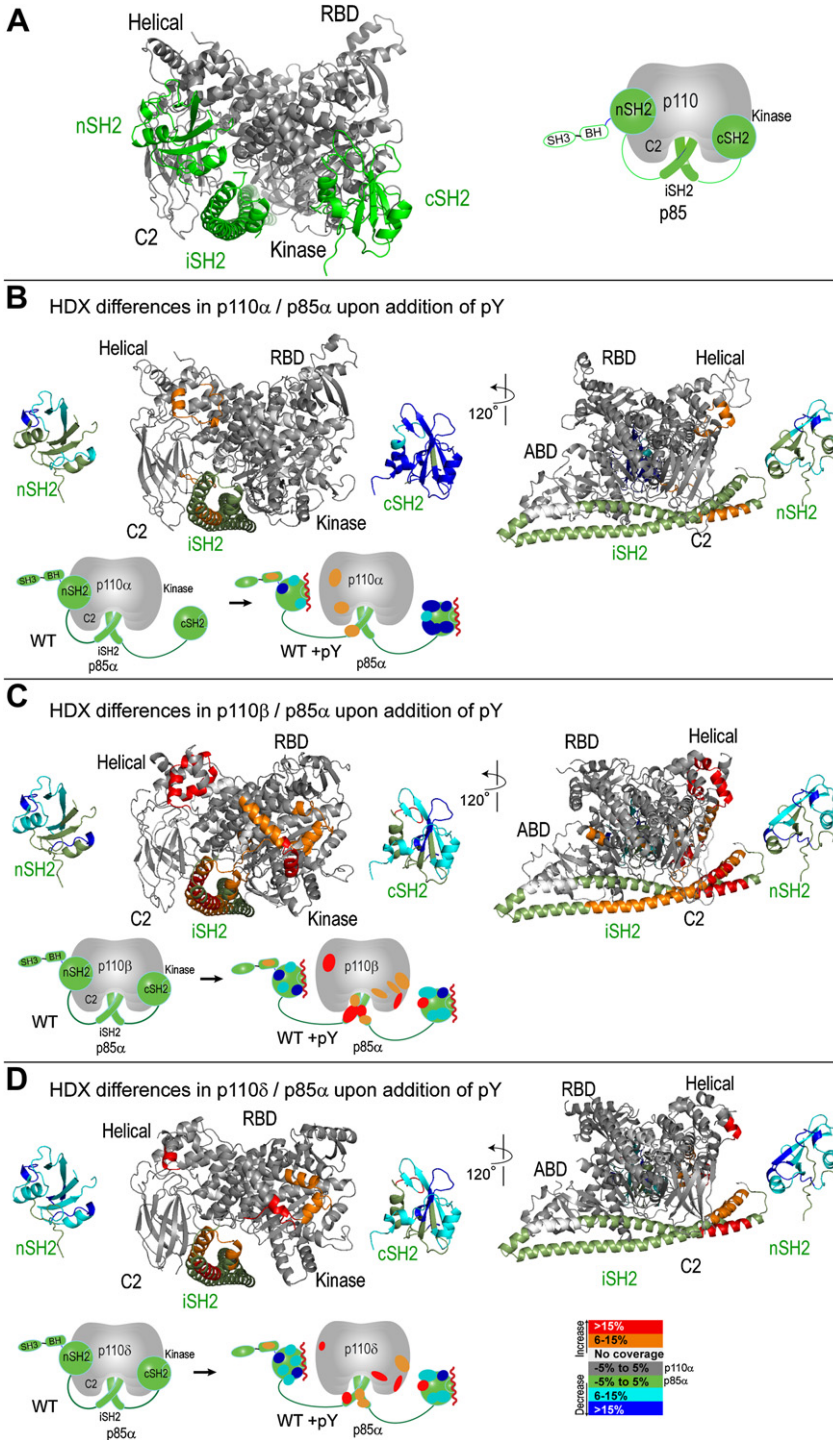 A
Helical
RBD
nSH2
cSH2
C2
iSH2
Kinase
nSH2
p110
Kinase
SH3
BH
C2
cSH2
iSH2
p85
B
HDX differences in p110α / p85α upon addition of pY
Helical
RBD
nSH2
C2
iSH2
Kinase
cSH2
120°
RBD
Helical
ABD
nSH2
iSH2
C2
SH3
BH
nSH2
p110α
Kinase
C2
cSH2
WT
iSH2
p85α
p110α
WT +pY
p85α
C
HDX differences in p110β / p85α upon addition of pY
Helical
RBD
nSH2
C2
iSH2
Kinase
cSH2
120°
RBD
Helical
ABD
nSH2
iSH2
C2
SH3
BH
nSH2
p110β
Kinase
C2
cSH2
WT
iSH2
p85α
p110β
WT +pY
p85α
D
HDX differences in p110δ / p85α upon addition of pY
Helical
RBD
nSH2
C2
iSH2
Kinase
cSH2
120°
RBD
Helical
ABD
nSH2
iSH2
C2
SH3
BH
nSH2
p110δ
Kinase
C2
cSH2
WT
iSH2
p85α
p110δ
WT +pY
p85α
Increase
>15%
6-15%
No coverage
-5% to 5% p110α
-5% to 5% p85α
Decrease
6-15%
>15%